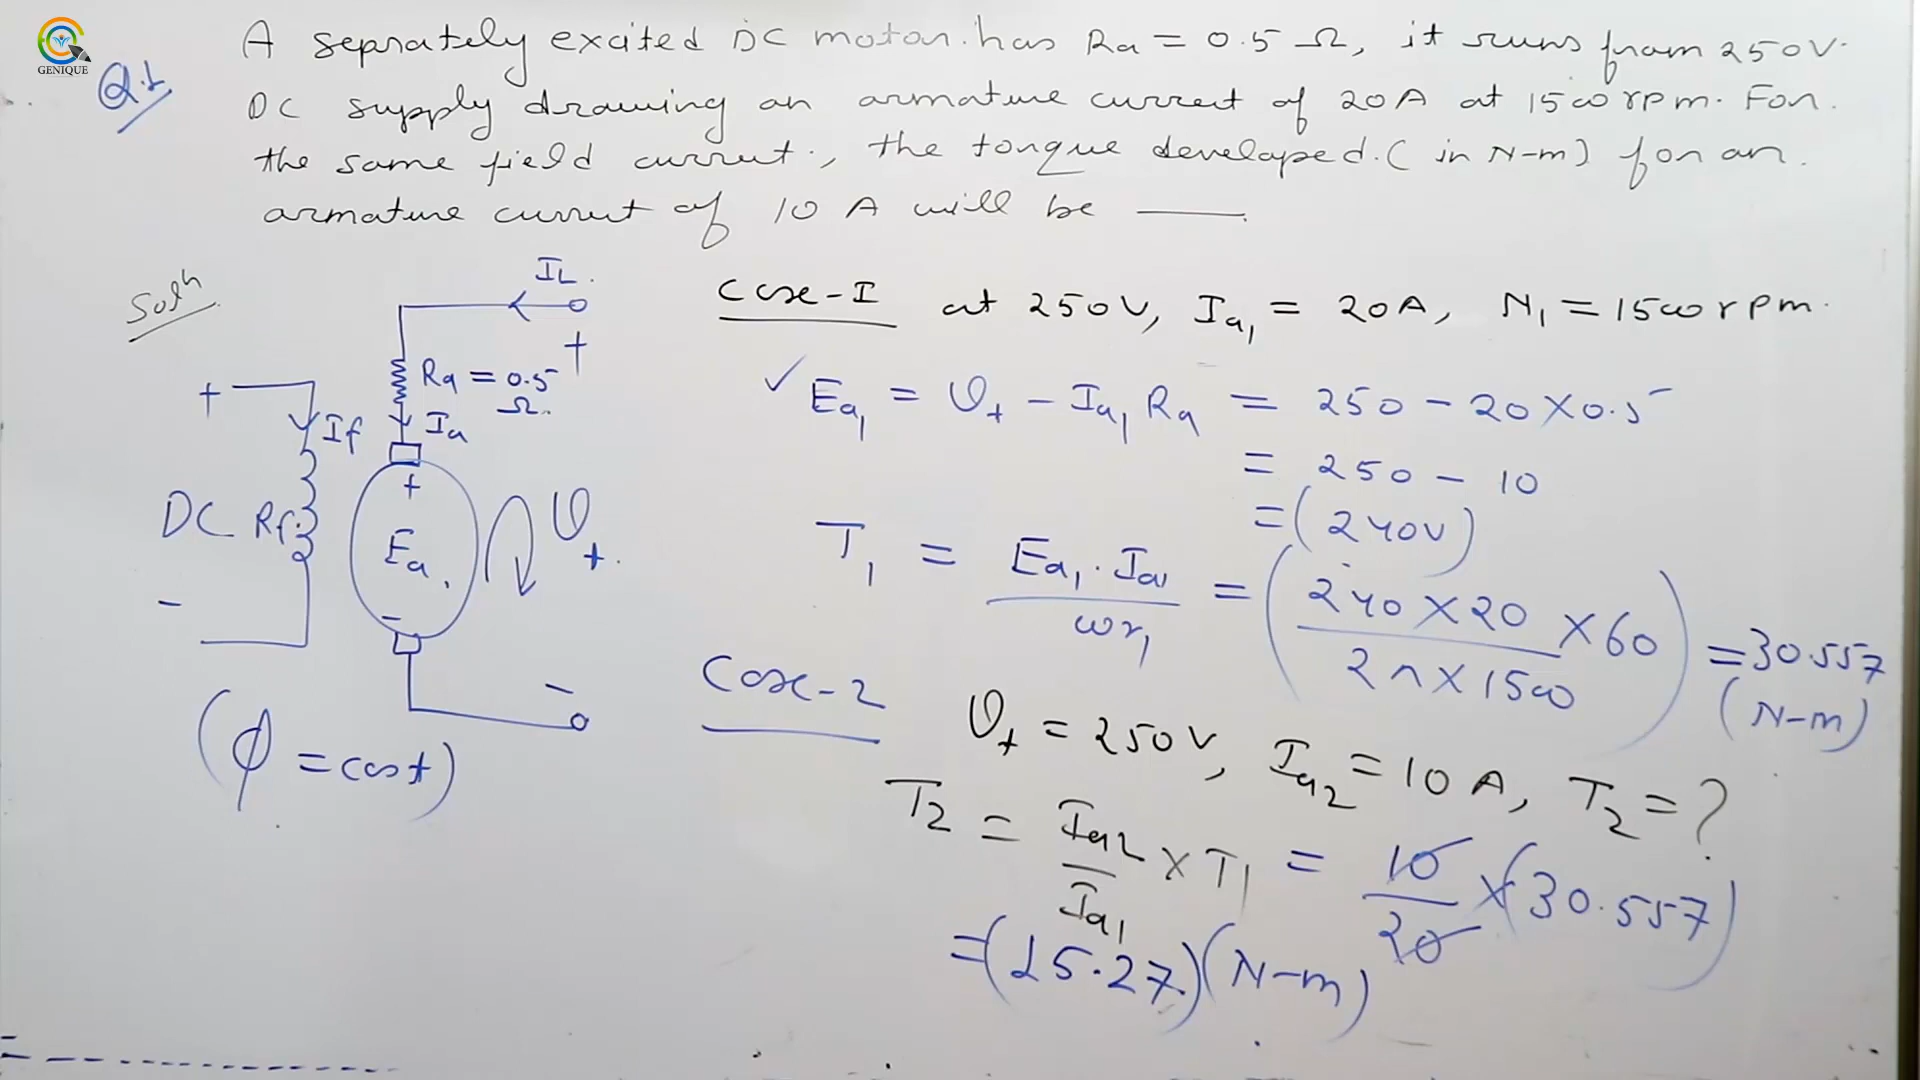 GENIQUE
Q.1
A seprately excited DC motor has Ra = 0.5 Ω, it runs from 250V
DC supply drawing an armature current of 20A at 1500 rpm. For
the same field current, the torque developed (in N-m) for an
armature current of 10 A will be ____.
Soln
IL
+
Ra = 0.5
Ω
+
If
Ia
+
DC Rf
Ea
Vt
-
-
-
(ϕ = cost)
Case-I at 250V, Ia1 = 20A, N1 = 1500 rpm.
✓ Ea1 = Vt - Ia1 Ra = 250 - 20 × 0.5
= 250 - 10
= (240V)
T1 = Ea1 . Ia1 / ωr1 = (240 × 20 / 2π × 1500 × 60) = 30.557
(N-m)
Case-2
Vt = 250V, Ia2 = 10 A, T2 = ?
T2 = Ia2 / Ia1 × T1 = 10 / 20 × (30.557)
= (15.27) (N-m)